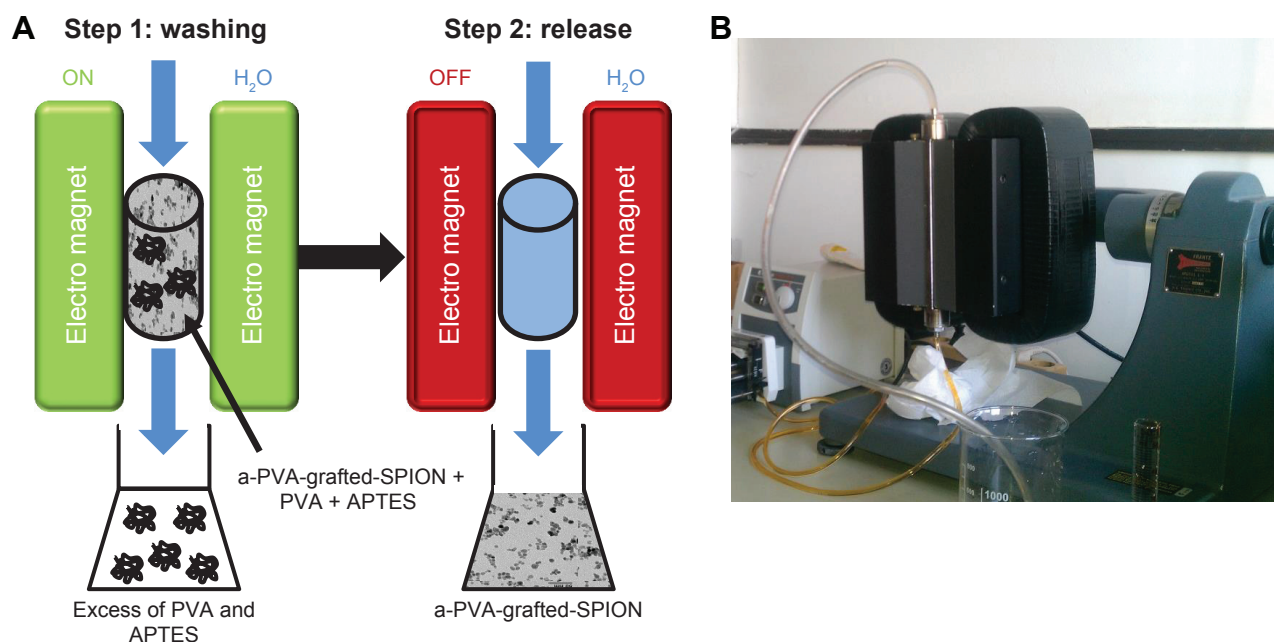 A
Step 1: washing
ON
H₂O
Electro magnet
Electro magnet
a-PVA-grafted-SPION +
PVA + APTES
Excess of PVA and
APTES
Step 2: release
OFF
H₂O
Electro magnet
Electro magnet
a-PVA-grafted-SPION
B
FRANTZ
1000